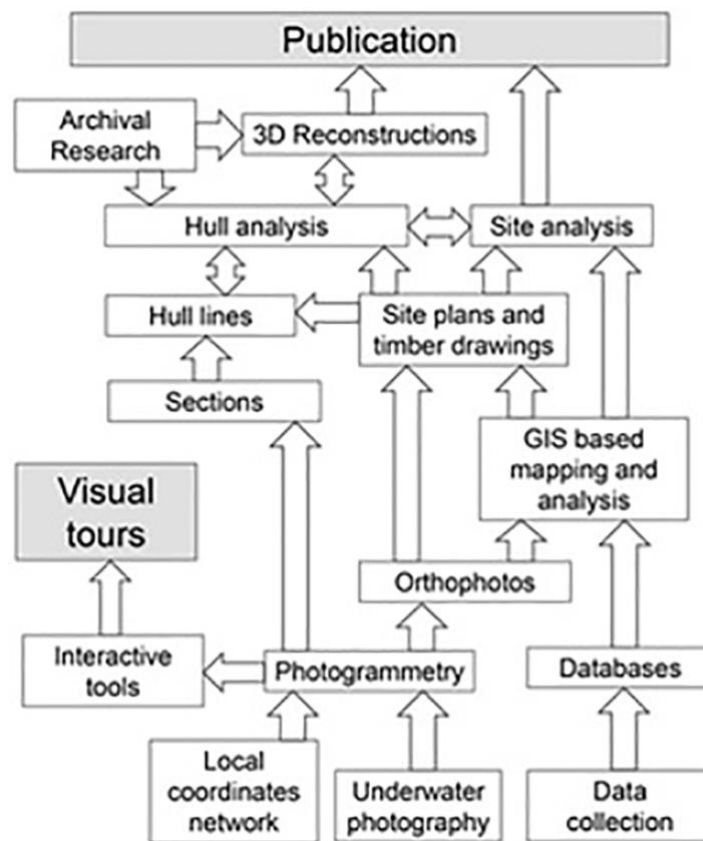 Publication
Archival
Research
3D Reconstructions
Hull analysis
Site analysis
Hull lines
Site plans and
timber drawings
Sections
GIS based
mapping and
analysis
Visual
tours
Orthophotos
Interactive
tools
Photogrammetry
Databases
Local
coordinates
network
Underwater
photography
Data
collection